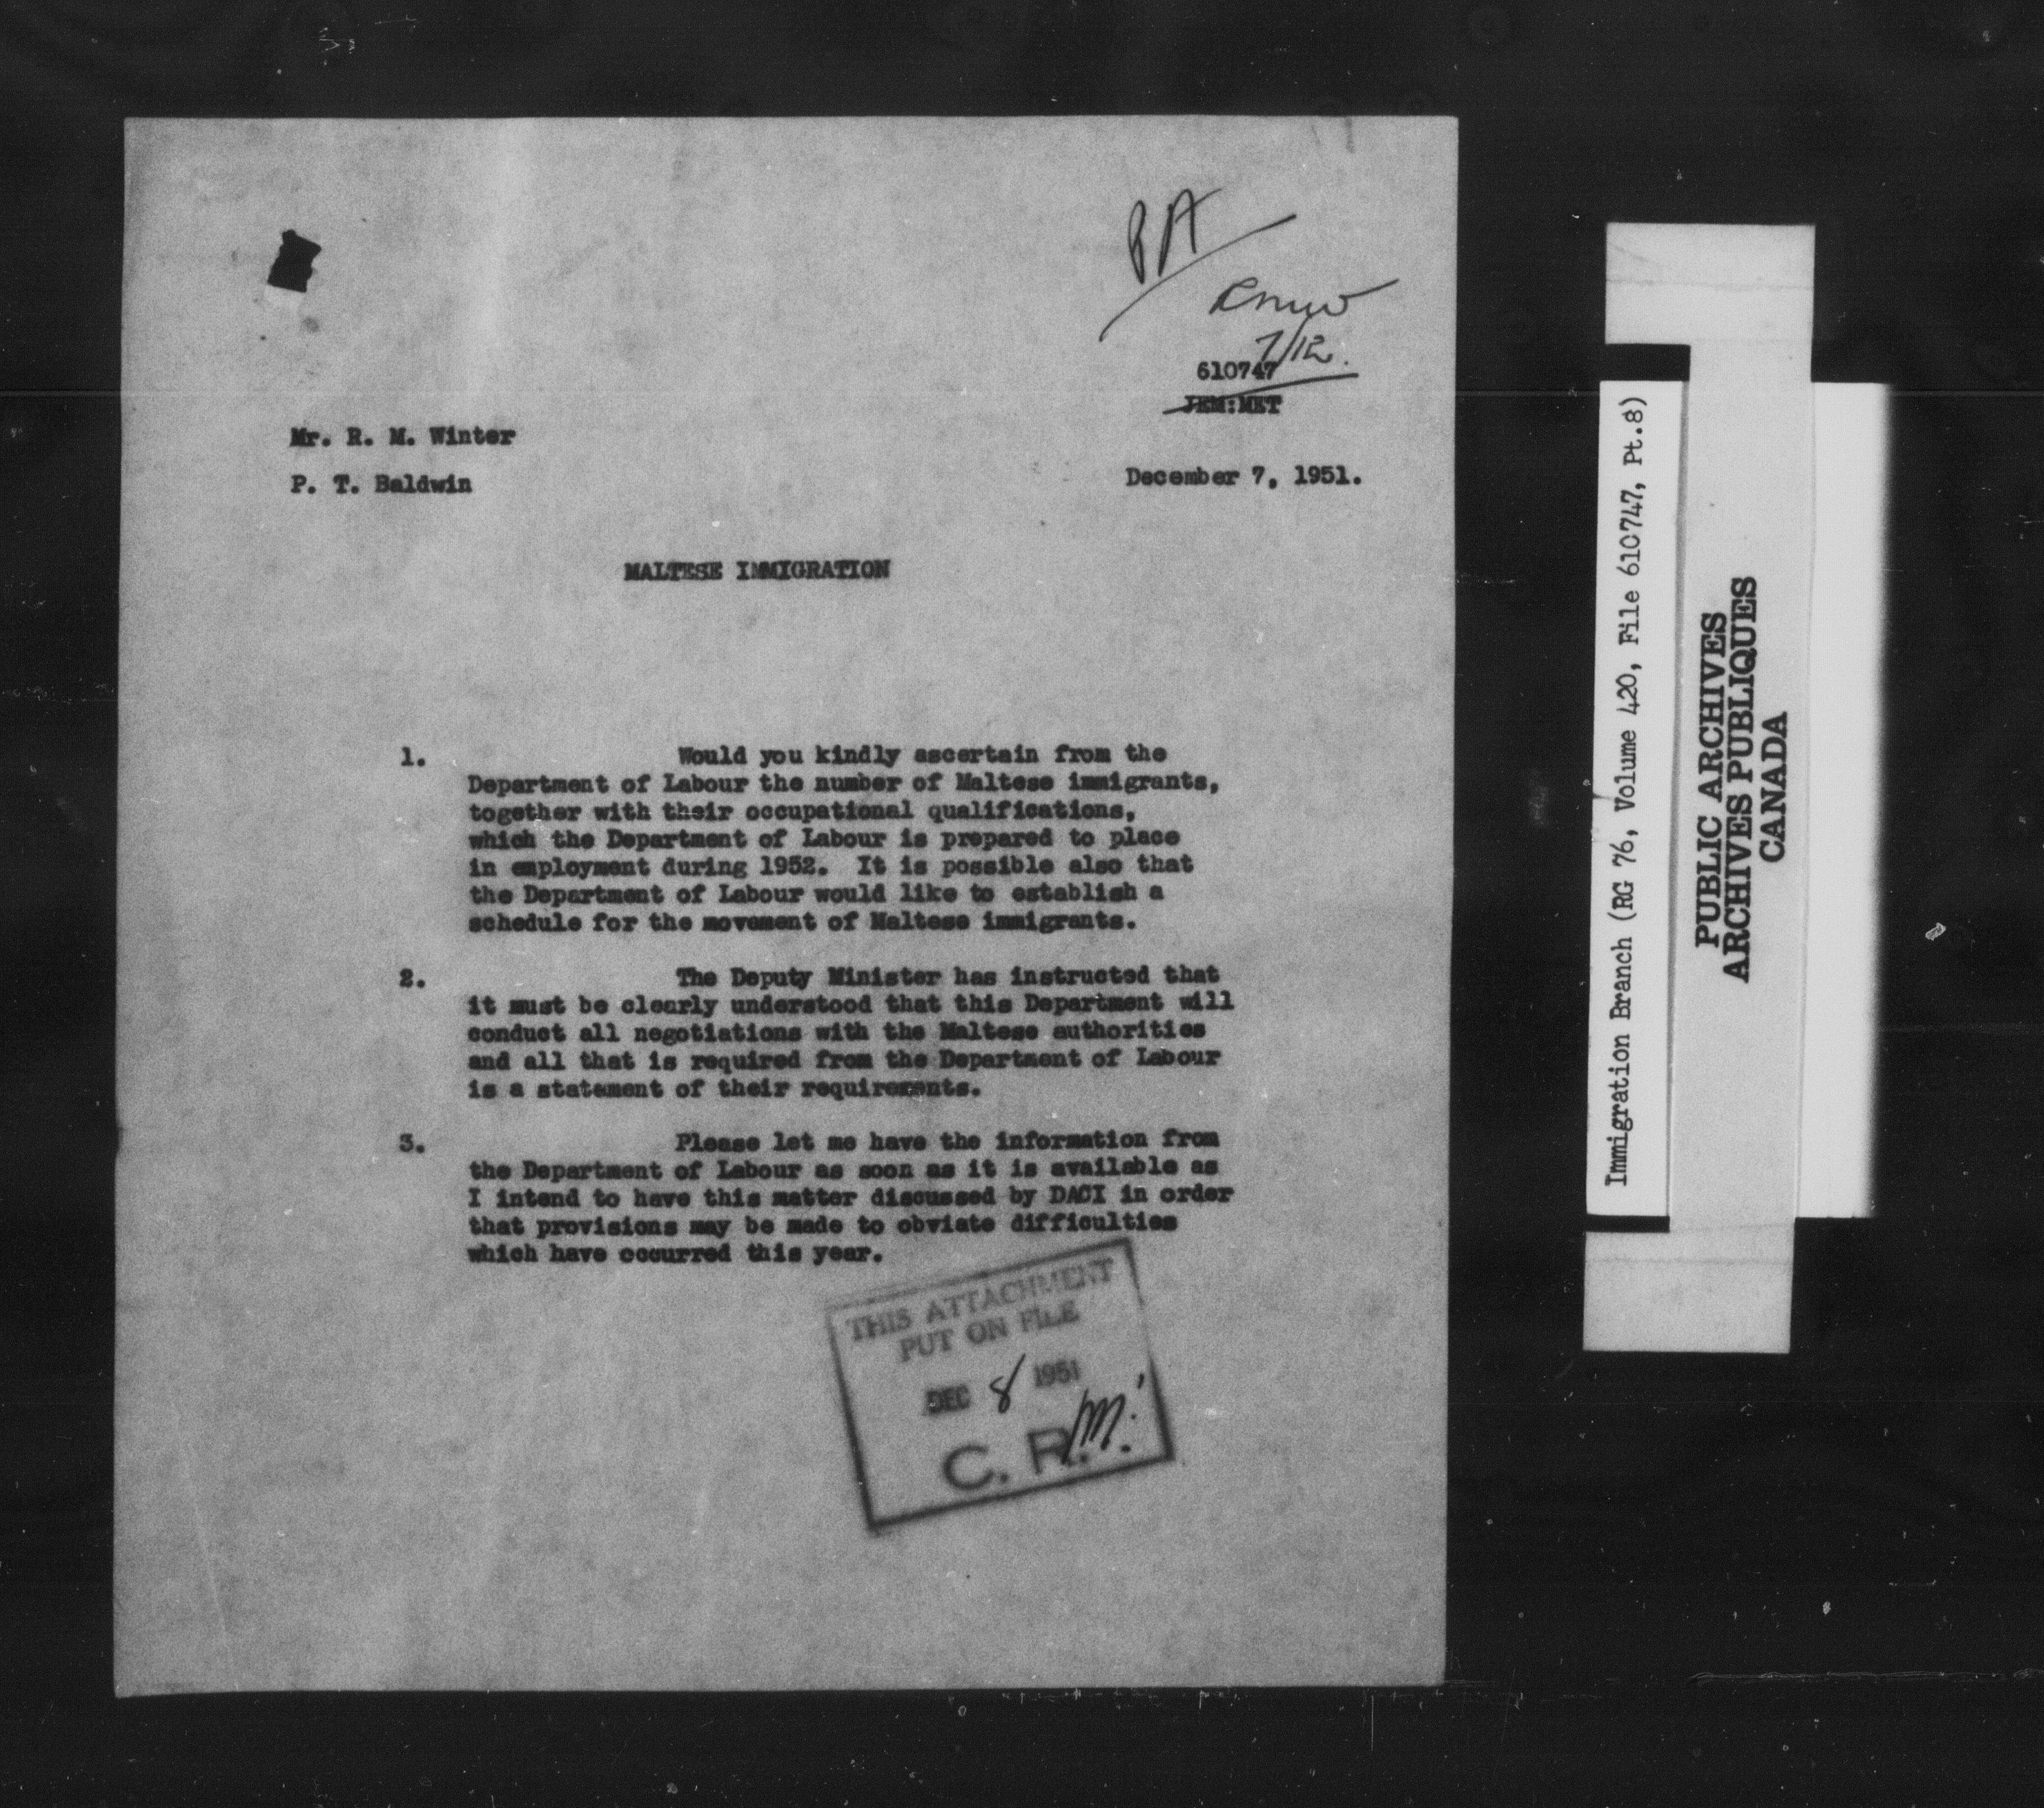 PA
RMW
7/12.
610747
JEM:MET
Mr. R. M. Winter
P. T. Baldwin
December 7, 1951.
MALTESE IMMIGRATION
1. Would you kindly ascertain from the
Department of Labour the number of Maltese immigrants,
together with their occupational qualifications,
which the Department of Labour is prepared to place
in employment during 1952. It is possible also that
the Department of Labour would like to establish a
schedule for the movement of Maltese immigrants.
2. The Deputy Minister has instructed that
it must be clearly understood that this Department will
conduct all negotiations with the Maltese authorities
and all that is required from the Department of Labour
is a statement of their requirements.
3. Please let me have the information from
the Department of Labour as soon as it is available as
I intend to have this matter discussed by DACI in order
that provisions may be made to obviate difficulties
which have occurred this year.
THIS ATTACHMENT
PUT ON FILE
DEC 8 1951
C. R.
Immigration Branch (RG 76, Volume 420, File 610747, Pt.8)
PUBLIC ARCHIVES
ARCHIVES PUBLIQUES
CANADA